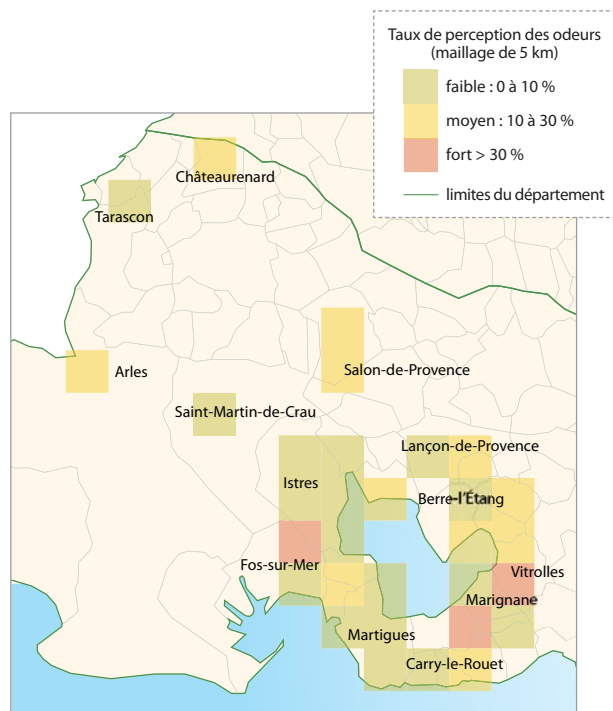 Taux de perception des odeurs
(maillage de 5 km)
faible : 0 à 10 %
moyen : 10 à 30 %
fort > 30 %
limites du département
Châteaurenard
Tarascon
Arles
Salon-de-Provence
Saint-Martin-de-Crau
Lançon-de-Provence
Istres
Berre-l'Étang
Fos-sur-Mer
Vitrolles
Marignane
Martigues
Carry-le-Rouet